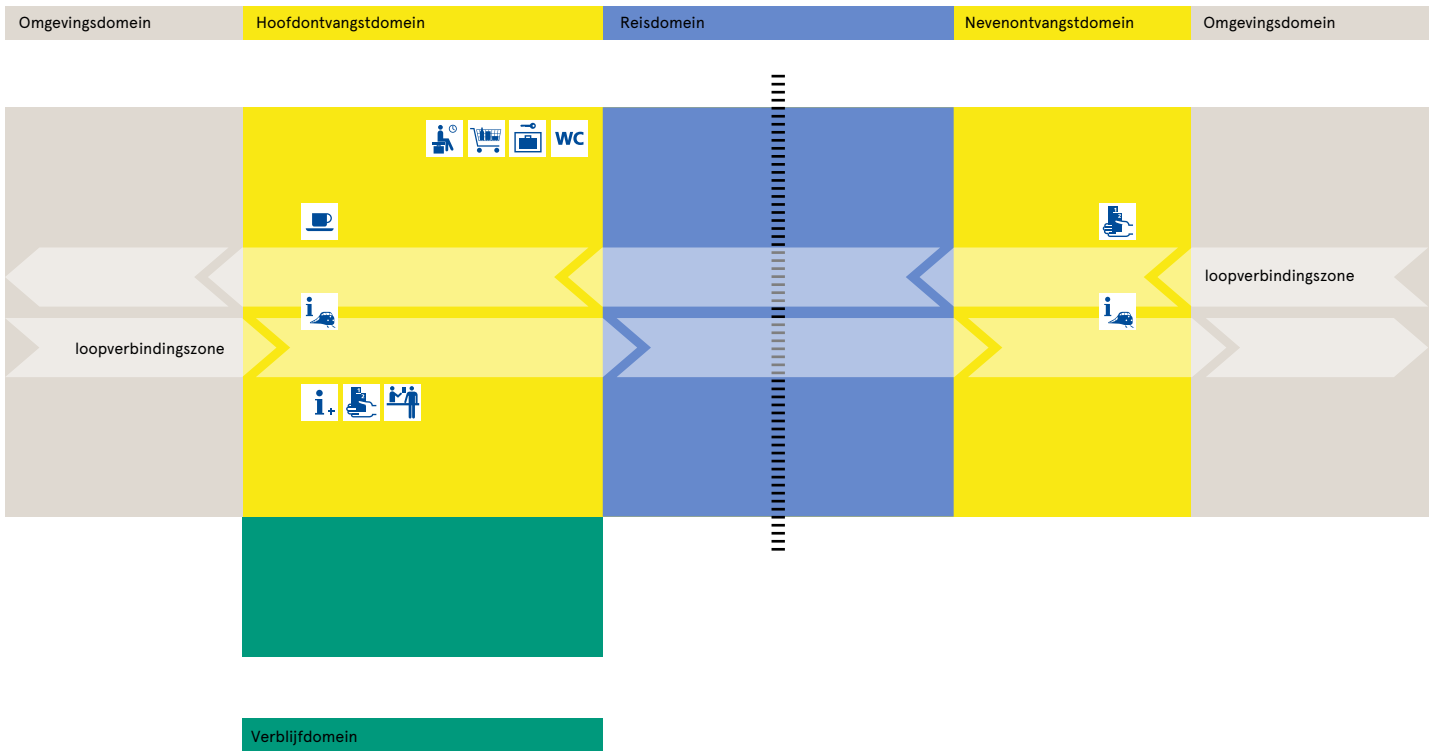 Omgevingsdomein
Hoofdontvangstdomein
Reisdomein
Nevenontvangstdomein
Omgevingsdomein
WC
loopverbindingszone
i
i
loopverbindingszone
i+
Verblijfdomein